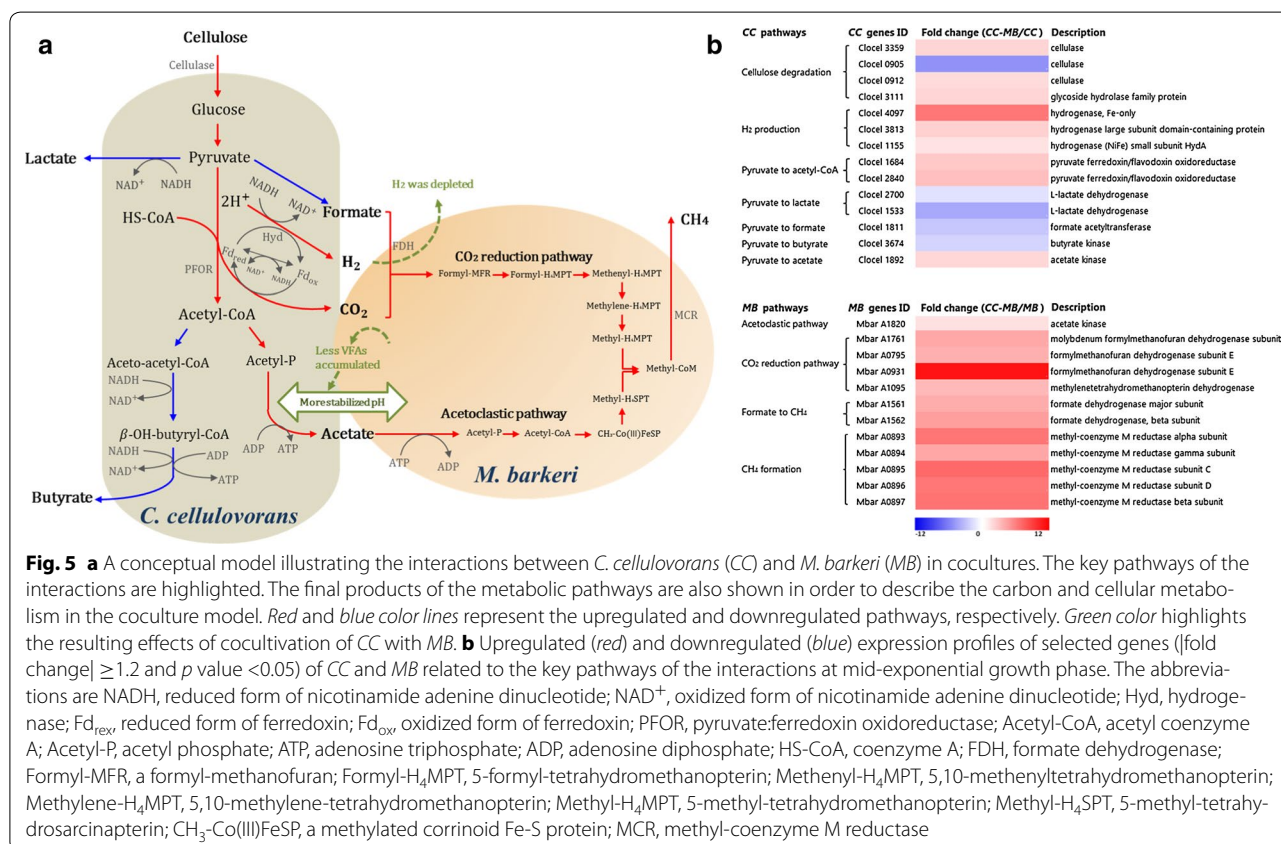 a
Cellulose
Cellulase
Glucose
Lactate
Pyruvate
NAD⁺
NADH
2H⁺
NADH
NAD⁺
Formate
H₂ was depleted
HS-CoA
Hyd
Fd_red
NAD⁺
NADH
Fd_ox
H₂
FDH
PFOR
CO₂
CO₂ reduction pathway
Formyl-MFR
Formyl-H₄MPT
Methenyl-H₄MPT
Methylene-H₄MPT
Methyl-H₄MPT
CH4
MCR
Methyl-CoM
Methyl-H₄SPT
Acetyl-CoA
Aceto-acetyl-CoA
Acetyl-P
NADH
NAD⁺
Less VFAs
accumulated
More stabilized pH
Acetoclastic pathway
Acetyl-P
Acetyl-CoA
CH₃-Co(III)FeSP
β-OH-butyryl-CoA
ADP
ATP
Acetate
ATP
ADP
NADH
NAD⁺
ADP
ATP
Butyrate
C. cellulovorans
M. barkeri
b
CC pathways CC genes ID Fold change (CC-MB/CC) Description
Cellulose degradation
Clocel 3359 cellulase
Clocel 0905 cellulase
Clocel 0912 cellulase
Clocel 3111 glycoside hydrolase family protein
H₂ production
Clocel 4097 hydrogenase, Fe-only
Clocel 3813 hydrogenase large subunit domain-containing protein
Clocel 1155 hydrogenase (NiFe) small subunit HydA
Pyruvate to acetyl-CoA
Clocel 1684 pyruvate ferredoxin/flavodoxin oxidoreductase
Clocel 2840 pyruvate ferredoxin/flavodoxin oxidoreductase
Pyruvate to lactate
Clocel 2700 L-lactate dehydrogenase
Clocel 1533 L-lactate dehydrogenase
Pyruvate to formate Clocel 1811 formate acetyltransferase
Pyruvate to butyrate Clocel 3674 butyrate kinase
Pyruvate to acetate Clocel 1892 acetate kinase
MB pathways MB genes ID Fold change (CC-MB/MB) Description
Acetoclastic pathway Mbar A1820 acetate kinase
CO₂ reduction pathway
Mbar A1761 molybdenum formylmethanofuran dehydrogenase subunit
Mbar A0795 formylmethanofuran dehydrogenase subunit E
Mbar A0931 formylmethanofuran dehydrogenase subunit E
Mbar A1095 methylenetetrahydromethanopterin dehydrogenase
Formate to CH₄
Mbar A1561 formate dehydrogenase major subunit
Mbar A1562 formate dehydrogenase, beta subunit
CH₄ formation
Mbar A0893 methyl-coenzyme M reductase alpha subunit
Mbar A0894 methyl-coenzyme M reductase gamma subunit
Mbar A0895 methyl-coenzyme M reductase subunit C
Mbar A0896 methyl-coenzyme M reductase subunit D
Mbar A0897 methyl-coenzyme M reductase beta subunit
-12 0 12
Fig. 5 a A conceptual model illustrating the interactions between C. cellulovorans (CC) and M. barkeri (MB) in cocultures. The key pathways of the
interactions are highlighted. The final products of the metabolic pathways are also shown in order to describe the carbon and cellular metabo-
lism in the coculture model. Red and blue color lines represent the upregulated and downregulated pathways, respectively. Green color highlights
the resulting effects of cocultivation of CC with MB. b Upregulated (red) and downregulated (blue) expression profiles of selected genes (|fold
change| ≥1.2 and p value <0.05) of CC and MB related to the key pathways of the interactions at mid-exponential growth phase. The abbrevia-
tions are NADH, reduced form of nicotinamide adenine dinucleotide; NAD⁺, oxidized form of nicotinamide adenine dinucleotide; Hyd, hydroge-
nase; Fd_rex, reduced form of ferredoxin; Fd_ox, oxidized form of ferredoxin; PFOR, pyruvate:ferredoxin oxidoreductase; Acetyl-CoA, acetyl coenzyme
A; Acetyl-P, acetyl phosphate; ATP, adenosine triphosphate; ADP, adenosine diphosphate; HS-CoA, coenzyme A; FDH, formate dehydrogenase;
Formyl-MFR, a formyl-methanofuran; Formyl-H₄MPT, 5-formyl-tetrahydromethanopterin; Methenyl-H₄MPT, 5,10-methenyltetrahydromethanopterin;
Methylene-H₄MPT, 5,10-methylene-tetrahydromethanopterin; Methyl-H₄MPT, 5-methyl-tetrahydromethanopterin; Methyl-H₄SPT, 5-methyl-tetrahy-
drosarcinapterin; CH₃-Co(III)FeSP, a methylated corrinoid Fe-S protein; MCR, methyl-coenzyme M reductase